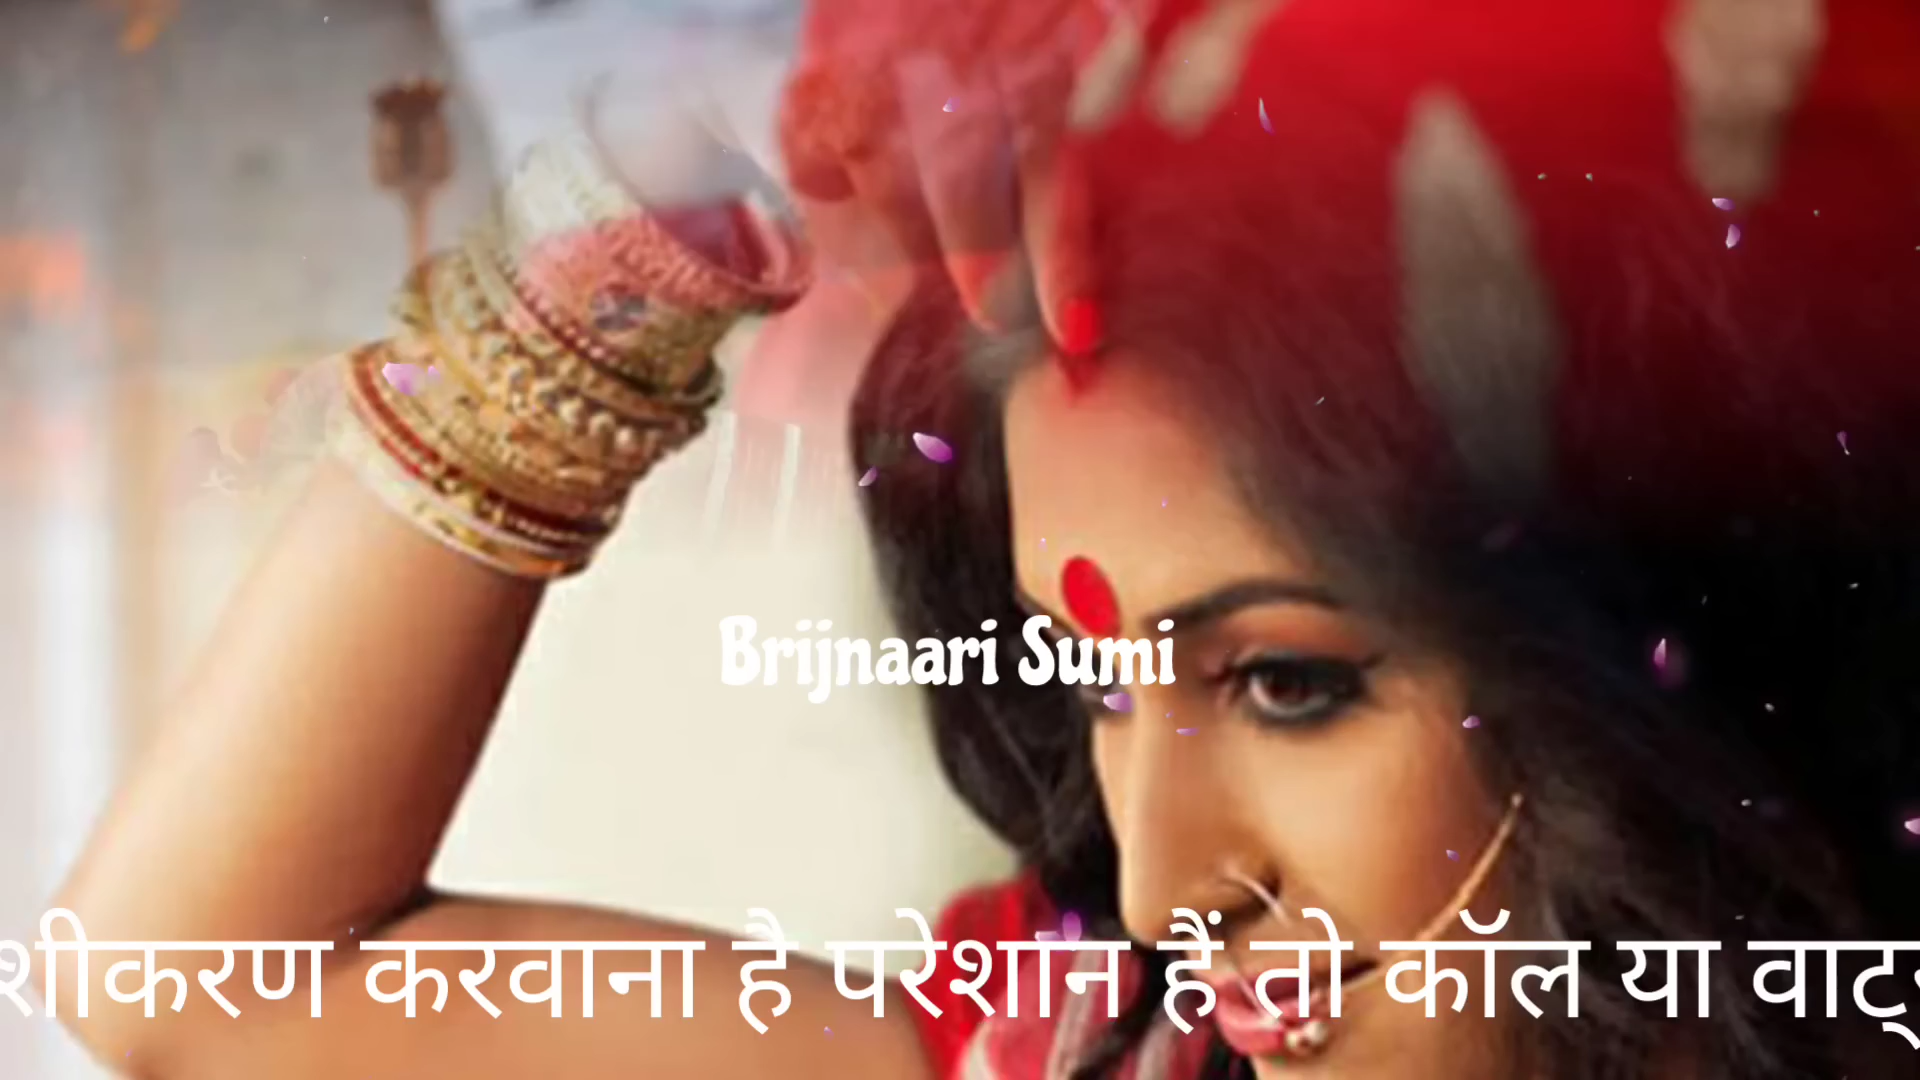 Brijnaari Sumi
शीकरण करवाना है परेशान हैं तो कॉल या